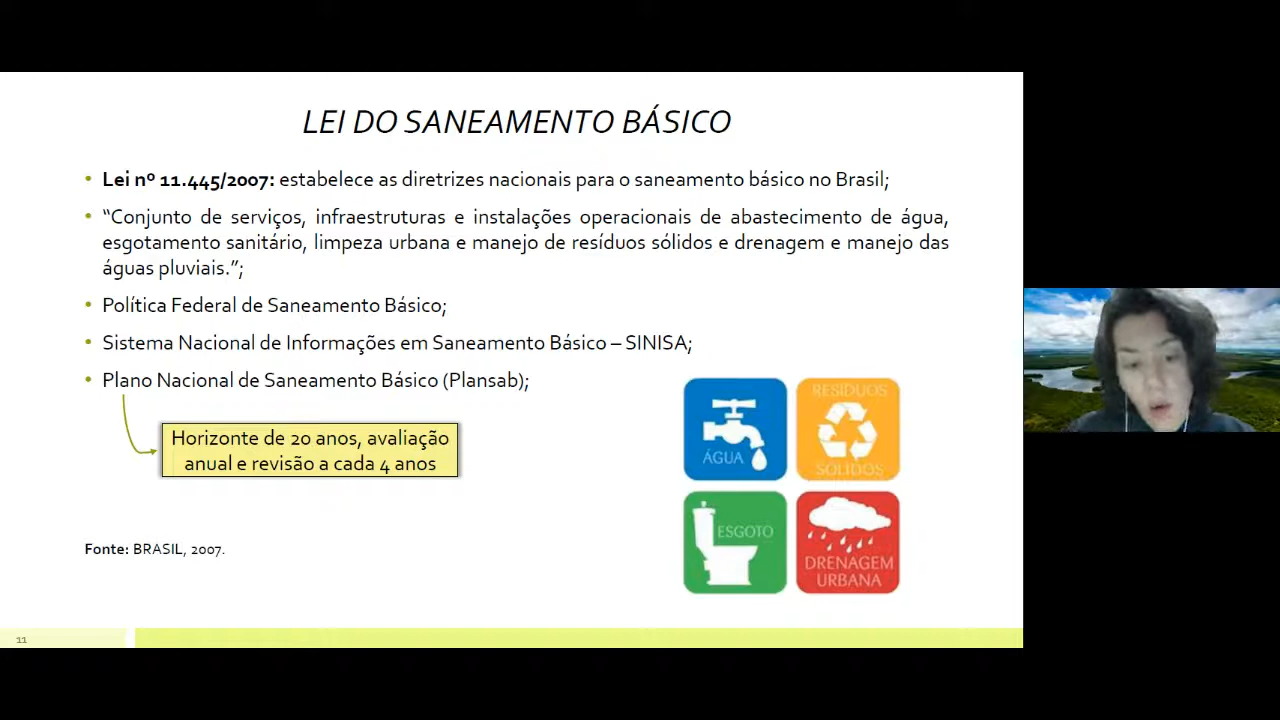 LEI DO SANEAMENTO BÁSICO
• Lei nº 11.445/2007: estabelece as diretrizes nacionais para o saneamento básico no Brasil;
• “Conjunto de serviços, infraestruturas e instalações operacionais de abastecimento de água,
esgotamento sanitário, limpeza urbana e manejo de resíduos sólidos e drenagem e manejo das
águas pluviais.”;
• Política Federal de Saneamento Básico;
• Sistema Nacional de Informações em Saneamento Básico – SINISA;
• Plano Nacional de Saneamento Básico (Plansab);
Horizonte de 20 anos, avaliação
anual e revisão a cada 4 anos
ÁGUA
RESÍDUOS
SÓLIDOS
ESGOTO
DRENAGEM
URBANA
Fonte: BRASIL, 2007.
11